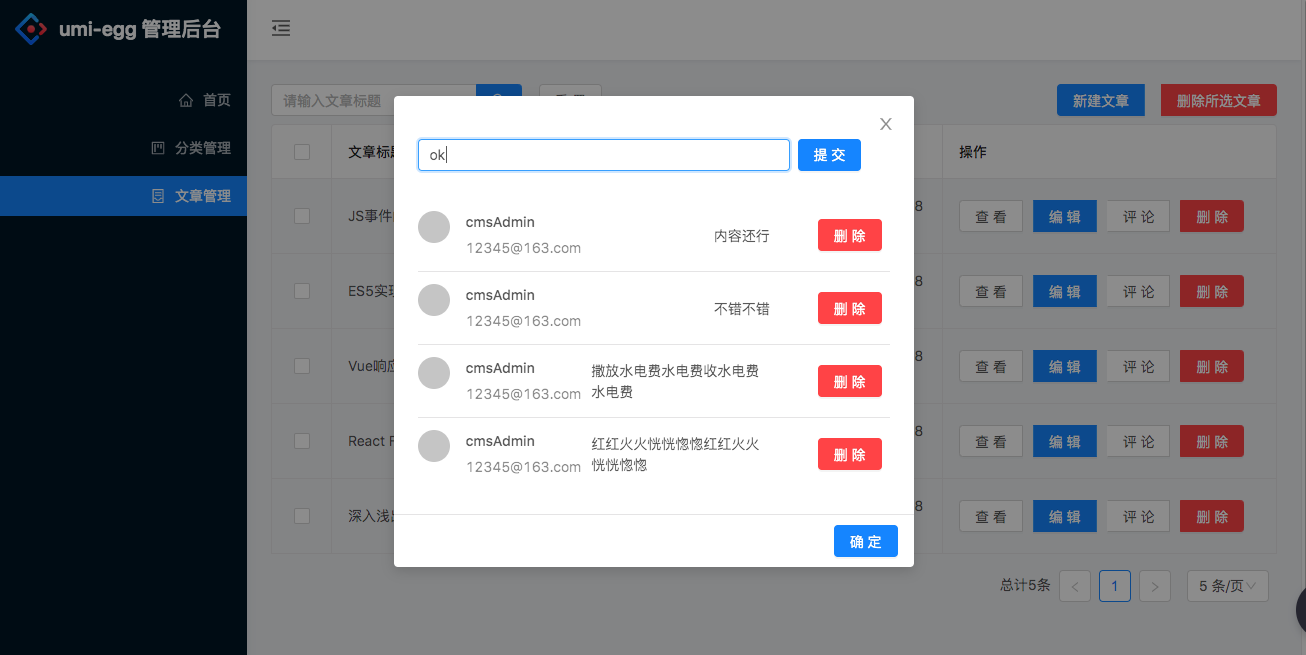 umi-egg 管理后台
首页
分类管理
文章管理
请输入文章标题
新建文章
删除所选文章
文章标
操作
ok
提 交
cmsAdmin
12345@163.com
内容还行
删 除
cmsAdmin
12345@163.com
不错不错
删 除
cmsAdmin
12345@163.com
撒放水电费水电费收水电费
水电费
删 除
cmsAdmin
12345@163.com
红红火火恍恍惚惚红红火火
恍恍惚惚
删 除
确 定
JS事件
8
查 看
编 辑
评 论
删 除
ES5实
8
查 看
编 辑
评 论
删 除
Vue响应
8
查 看
编 辑
评 论
删 除
React
8
查 看
编 辑
评 论
删 除
深入浅
8
查 看
编 辑
评 论
删 除
总计5条
1
5 条/页